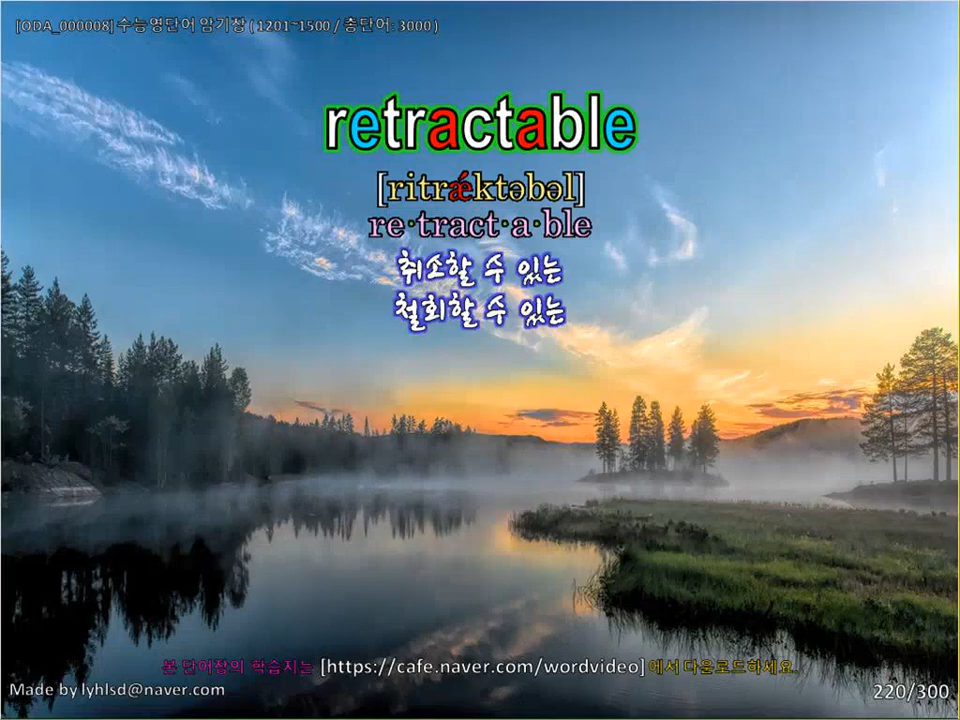 [ODA_000008] 수능영단어 암기장 ( 1201~1500 / 총단어: 3000 )
retractable
[ritrǽktəbəl]
re·tract·a·ble
취소할 수 있는
철회할 수 있는
본 단어장의 학습지는 [https://cafe.naver.com/wordvideo]에서 다운로드하세요.
Made by lyhlsd@naver.com
220/300